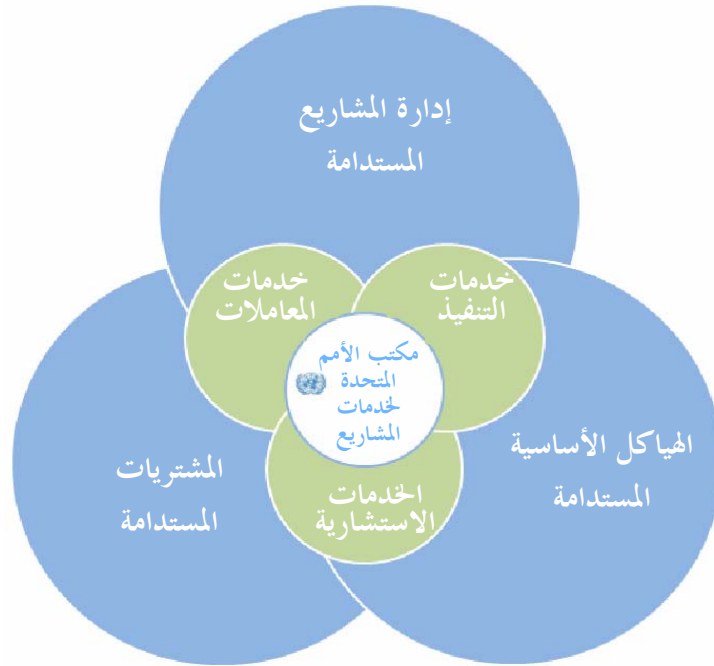 إدارة المشاريع
المستدامة
خدمات
التنفيذ
خدمات
المعاملات
مكتب الأمم
المتحدة
لخدمات
المشاريع
الهياكل الأساسية
المستدامة
المشتريات
المستدامة
الخدمات
الاستشارية